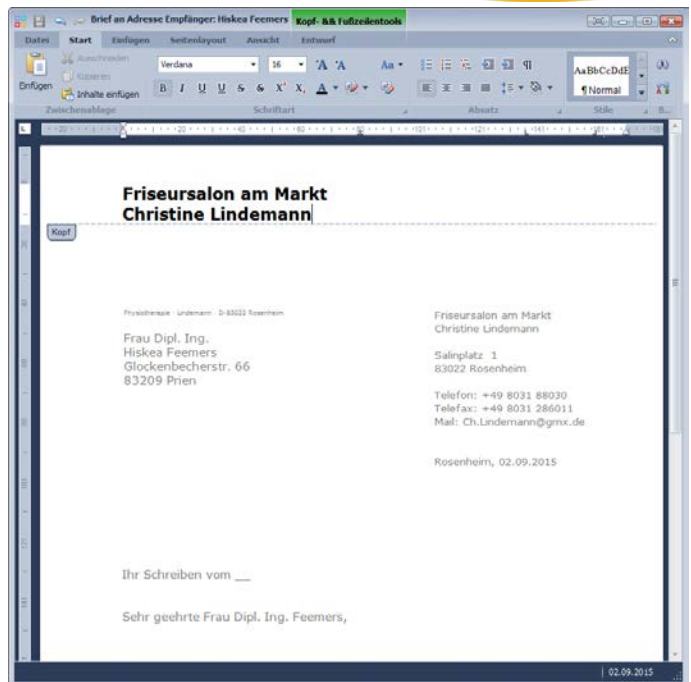 Brief an Adresse Empfänger: Hiskea Feemers
Kopf- && Fußzeilentools
Datei Start Einfügen Seitenlayout Ansicht Entwurf
Einfügen
Ausschneiden
Kopieren
Inhalte einfügen
Verdana 16
Aa
AaBbCcDdE
¶ Normal
Zwischenablage Schriftart Absatz Stile B...
Friseursalon am Markt
Christine Lindemann
Kopf
Physiotherapie · Lindemann · D-83022 Rosenheim
Frau Dipl. Ing.
Hiskea Feemers
Glockenbecherstr. 66
83209 Prien
Friseursalon am Markt
Christine Lindemann
Salinplatz 1
83022 Rosenheim
Telefon: +49 8031 88030
Telefax: +49 8031 286011
Mail: Ch.Lindemann@gmx.de
Rosenheim, 02.09.2015
Ihr Schreiben vom __
Sehr geehrte Frau Dipl. Ing. Feemers,
02.09.2015